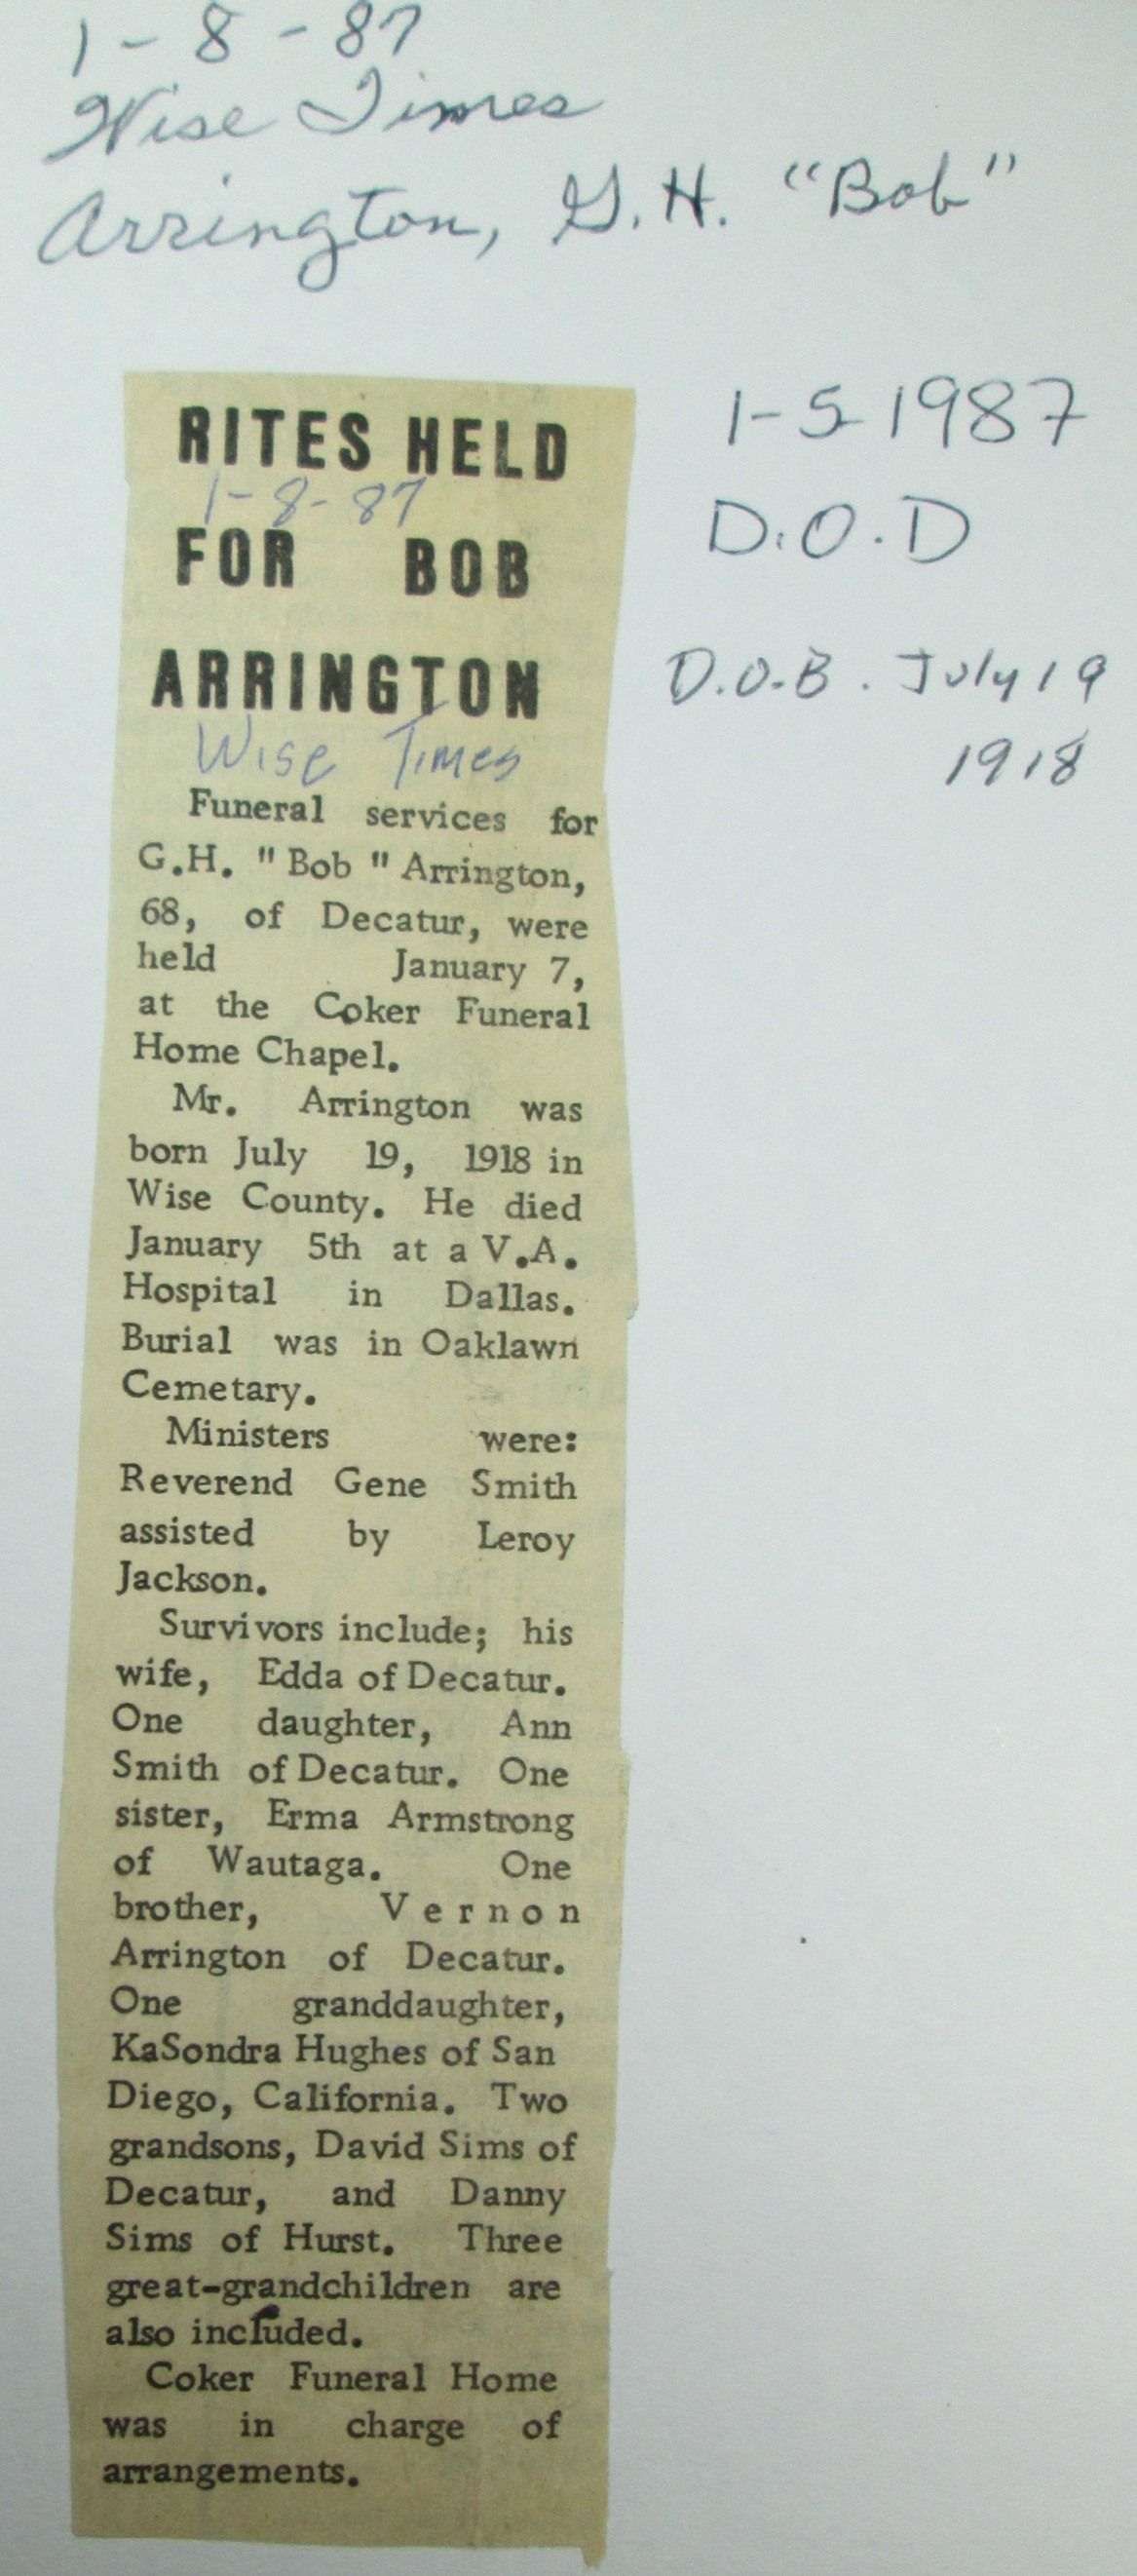 1-8-87
Wise Times
Arrington, G.H. "Bob"
1-5 1987
D.O.D
D.O.B. July 19
1918
RITES HELD
1-8-87
FOR BOB
ARRINGTON
Wise Times
Funeral services for
G.H. "Bob" Arrington,
68, of Decatur, were
held January 7,
at the Coker Funeral
Home Chapel.
Mr. Arrington was
born July 19, 1918 in
Wise County. He died
January 5th at a V.A.
Hospital in Dallas.
Burial was in Oaklawn
Cemetary.
Ministers were:
Reverend Gene Smith
assisted by Leroy
Jackson.
Survivors include; his
wife, Edda of Decatur.
One daughter, Ann
Smith of Decatur. One
sister, Erma Armstrong
of Wautaga. One
brother, Vernon
Arrington of Decatur.
One granddaughter,
KaSondra Hughes of San
Diego, California. Two
grandsons, David Sims of
Decatur, and Danny
Sims of Hurst. Three
great-grandchildren are
also included.
Coker Funeral Home
was in charge of
arrangements.